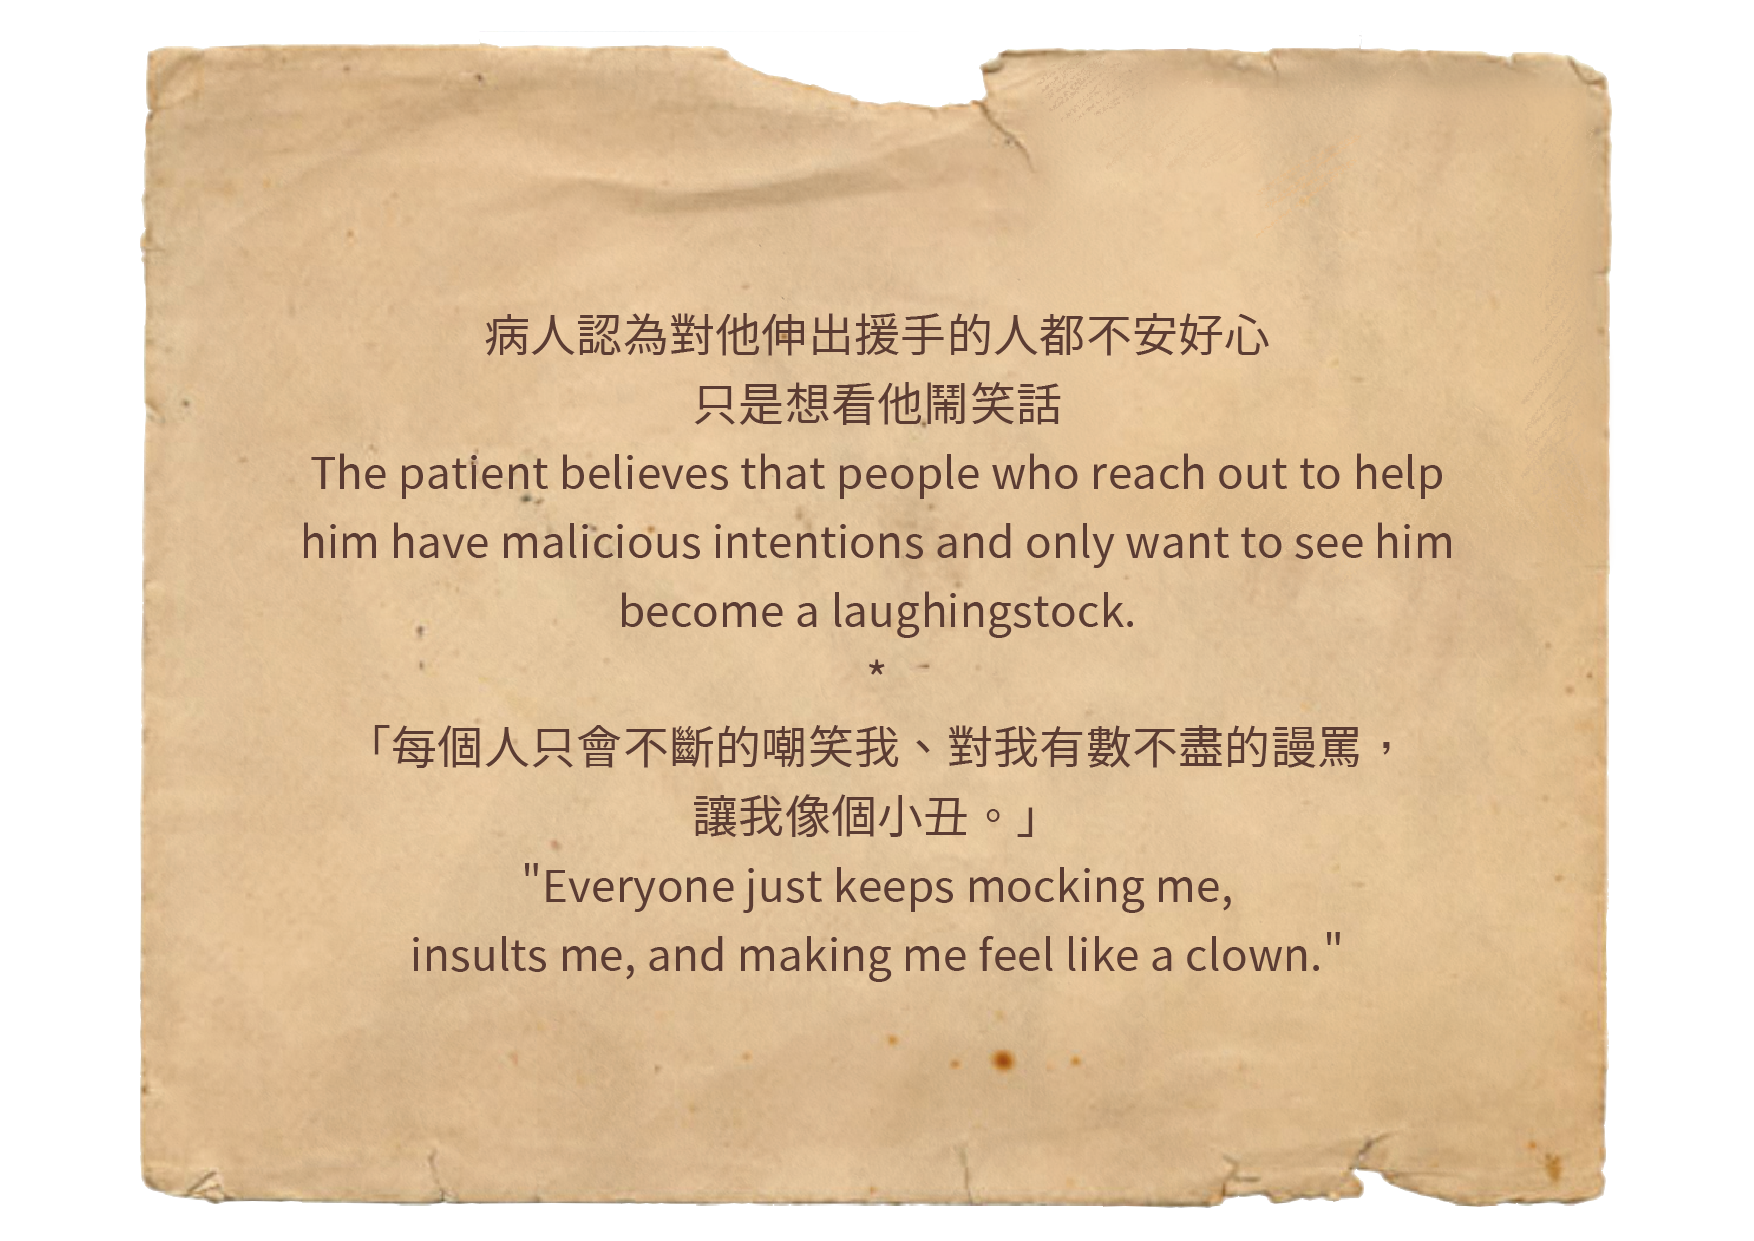 病人認為對他伸出援手的人都不安好心
只是想看他鬧笑話
The patient believes that people who reach out to help
him have malicious intentions and only want to see him
become a laughingstock.
*
「每個人只會不斷的嘲笑我、對我有數不盡的謾罵，
讓我像個小丑。」
"Everyone just keeps mocking me,
insults me, and making me feel like a clown."